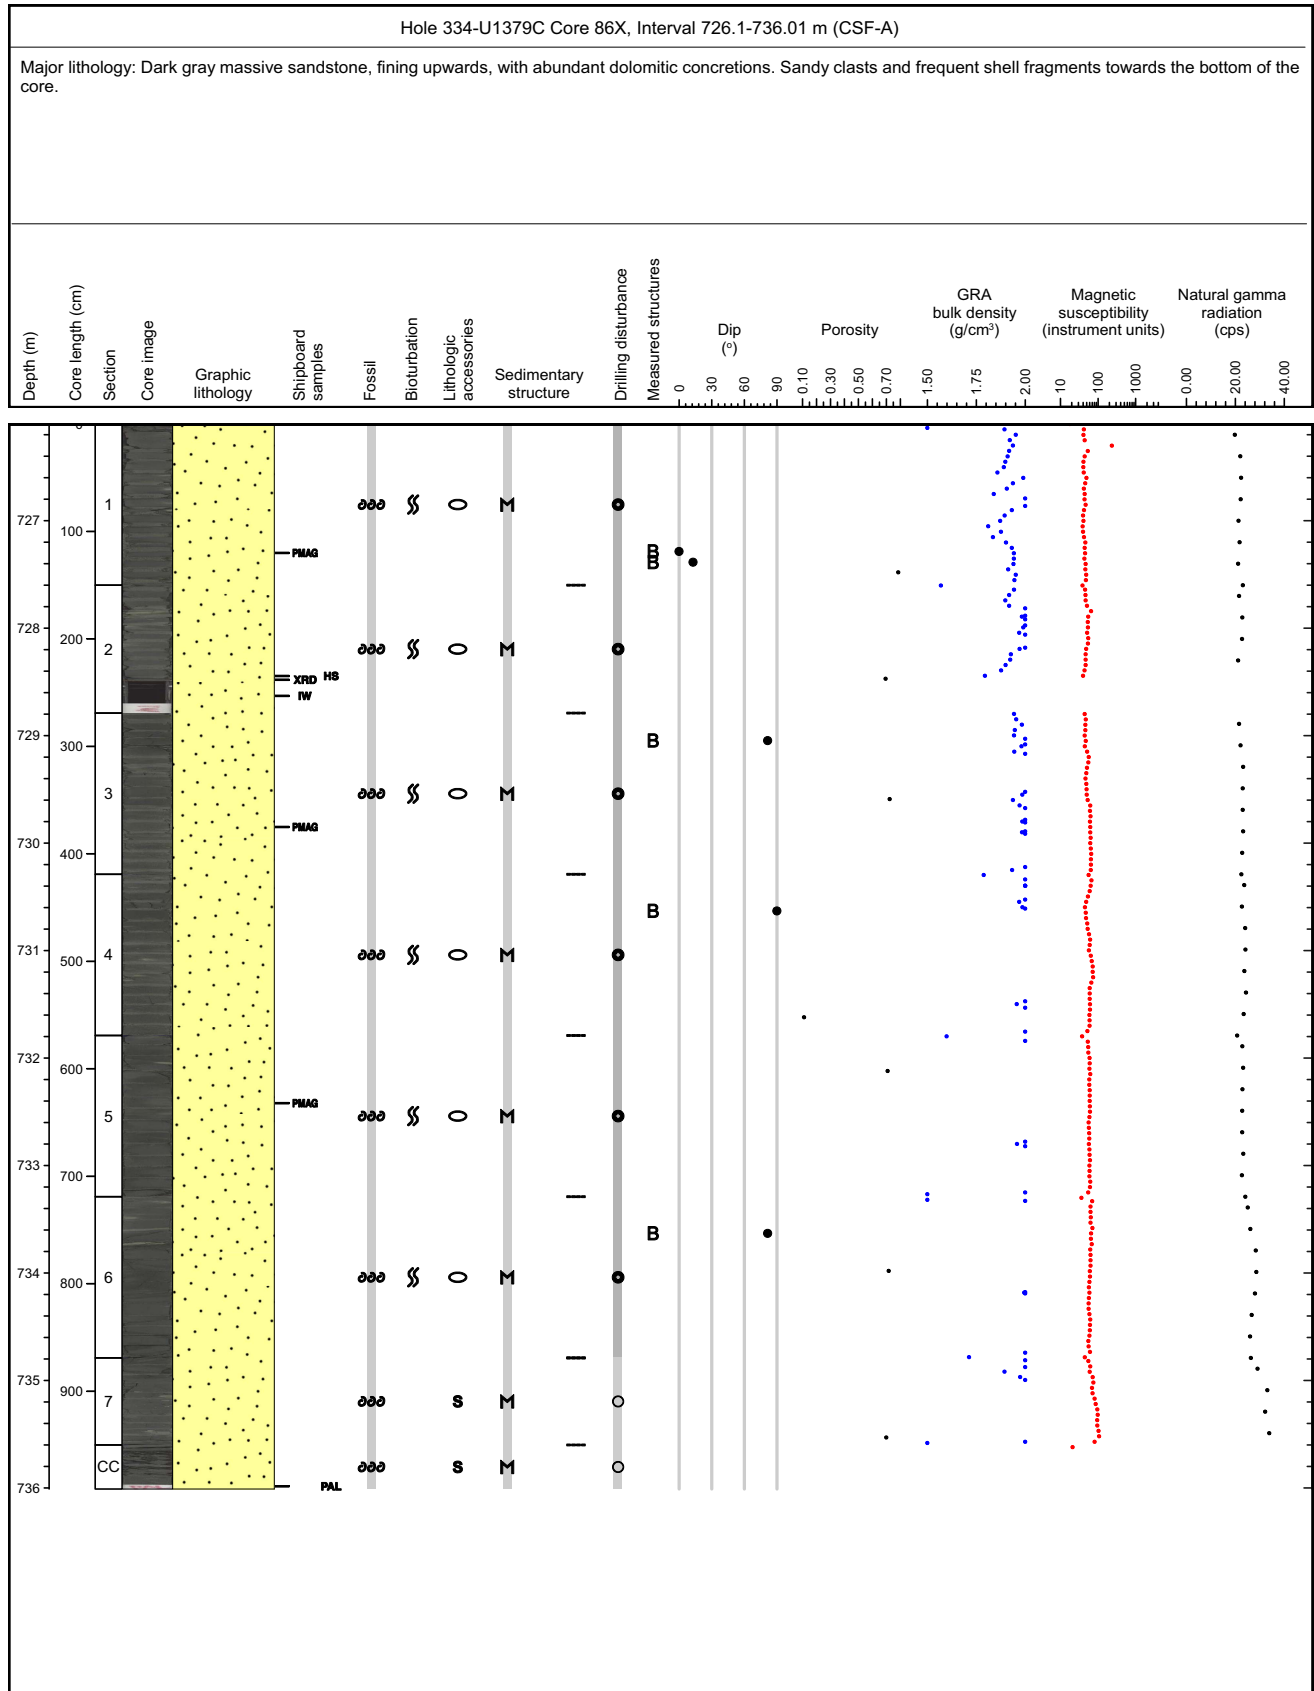 Hole 334-U1379C Core 86X, Interval 726.1-736.01 m (CSF-A)
Major lithology: Dark gray massive sandstone, fining upwards, with abundant dolomitic concretions. Sandy clasts and frequent shell fragments towards the bottom of the
core.
Depth (m)
Core length (cm)
Section
Core image
Graphic
lithology
Shipboard
samples
Fossil
Bioturbation
Lithologic
accessories
Sedimentary
structure
Drilling disturbance
Measured structures
Dip
(°)
0 30 60 90
Porosity
0.10 0.30 0.50 0.70
GRA
bulk density
(g/cm³)
1.50 1.75 2.00
Magnetic
susceptibility
(instrument units)
10 100 1000
Natural gamma
radiation
(cps)
0.00 20.00 40.00
0
1
M
727
100
PMAG
B
B
728
200
2
M
HS
XRD
IW
729
300
B
3
M
PMAG
730
400
B
731
500
4
M
732
600
PMAG
5
M
733
700
B
734
800
6
M
735
900
7
S
M
CC
S
M
736
PAL